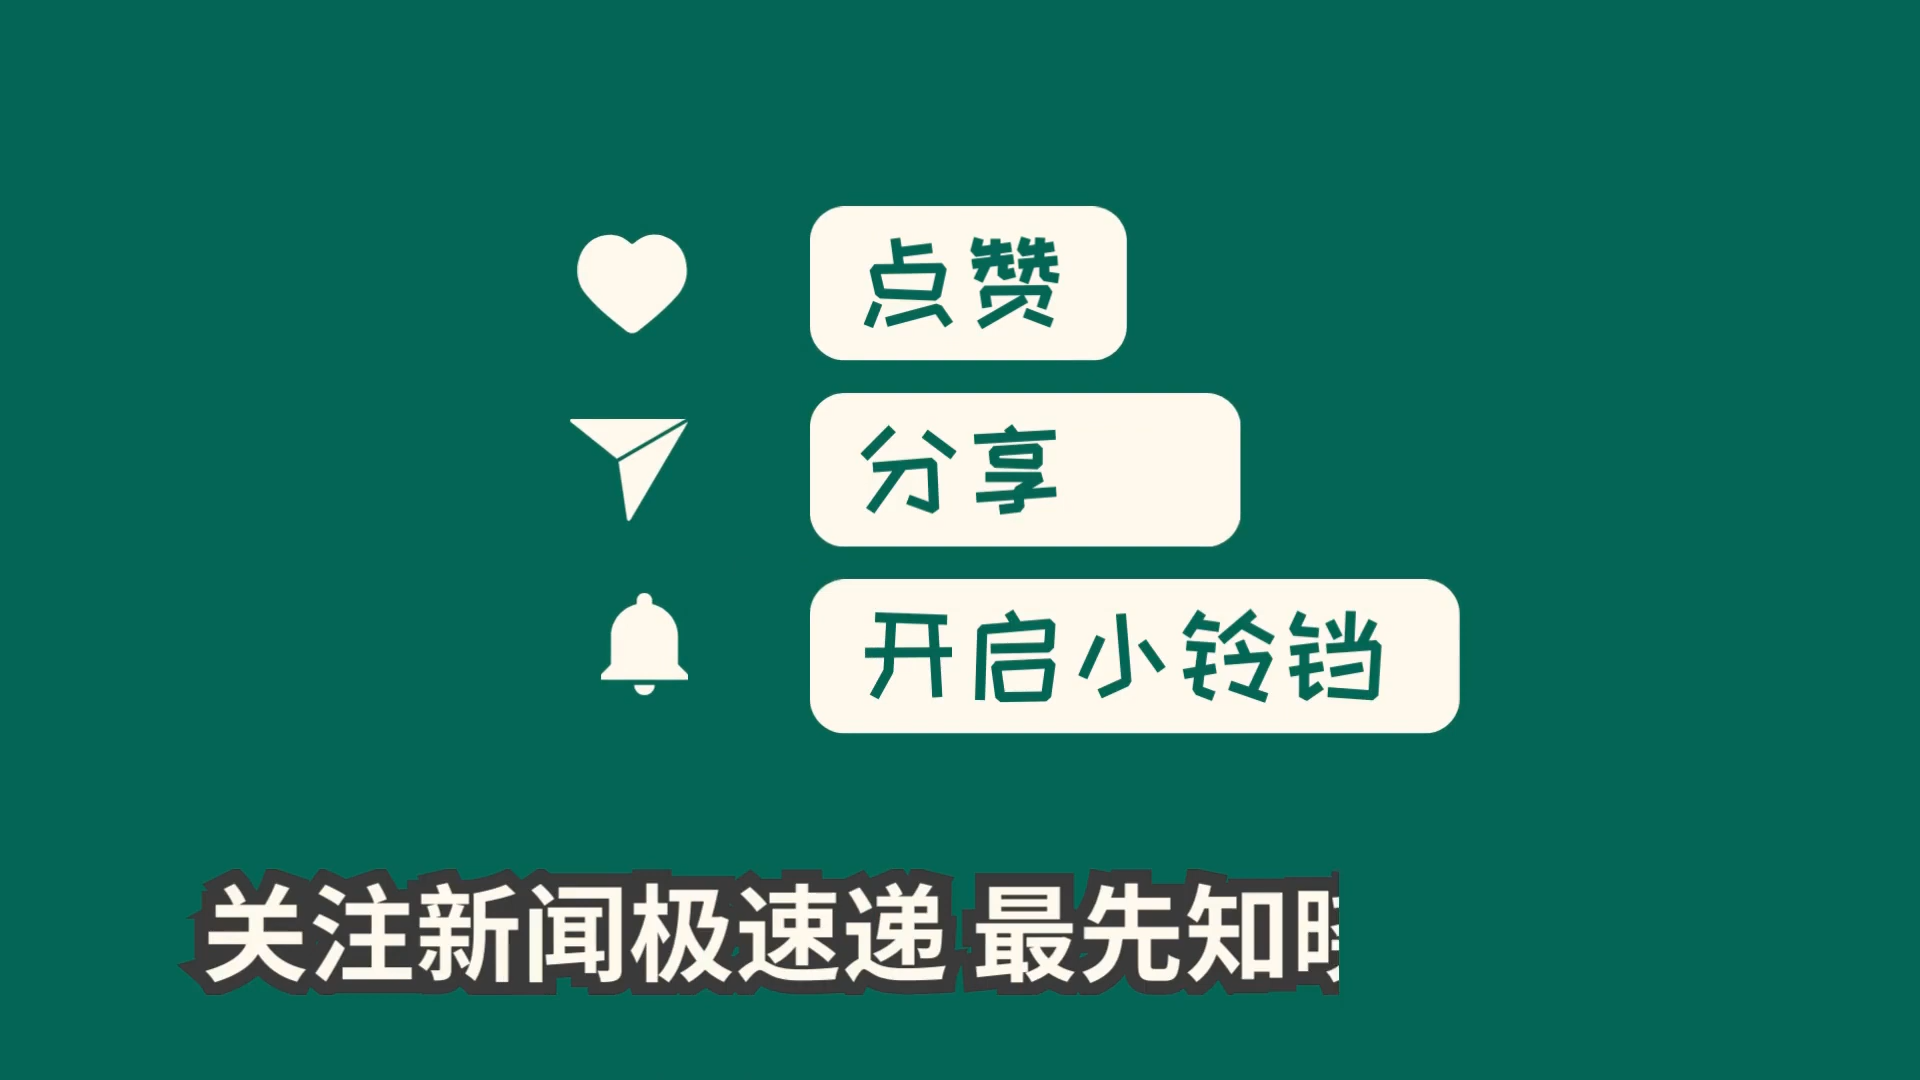 点赞
分享
开启小铃铛
关注新闻极速递 最先知